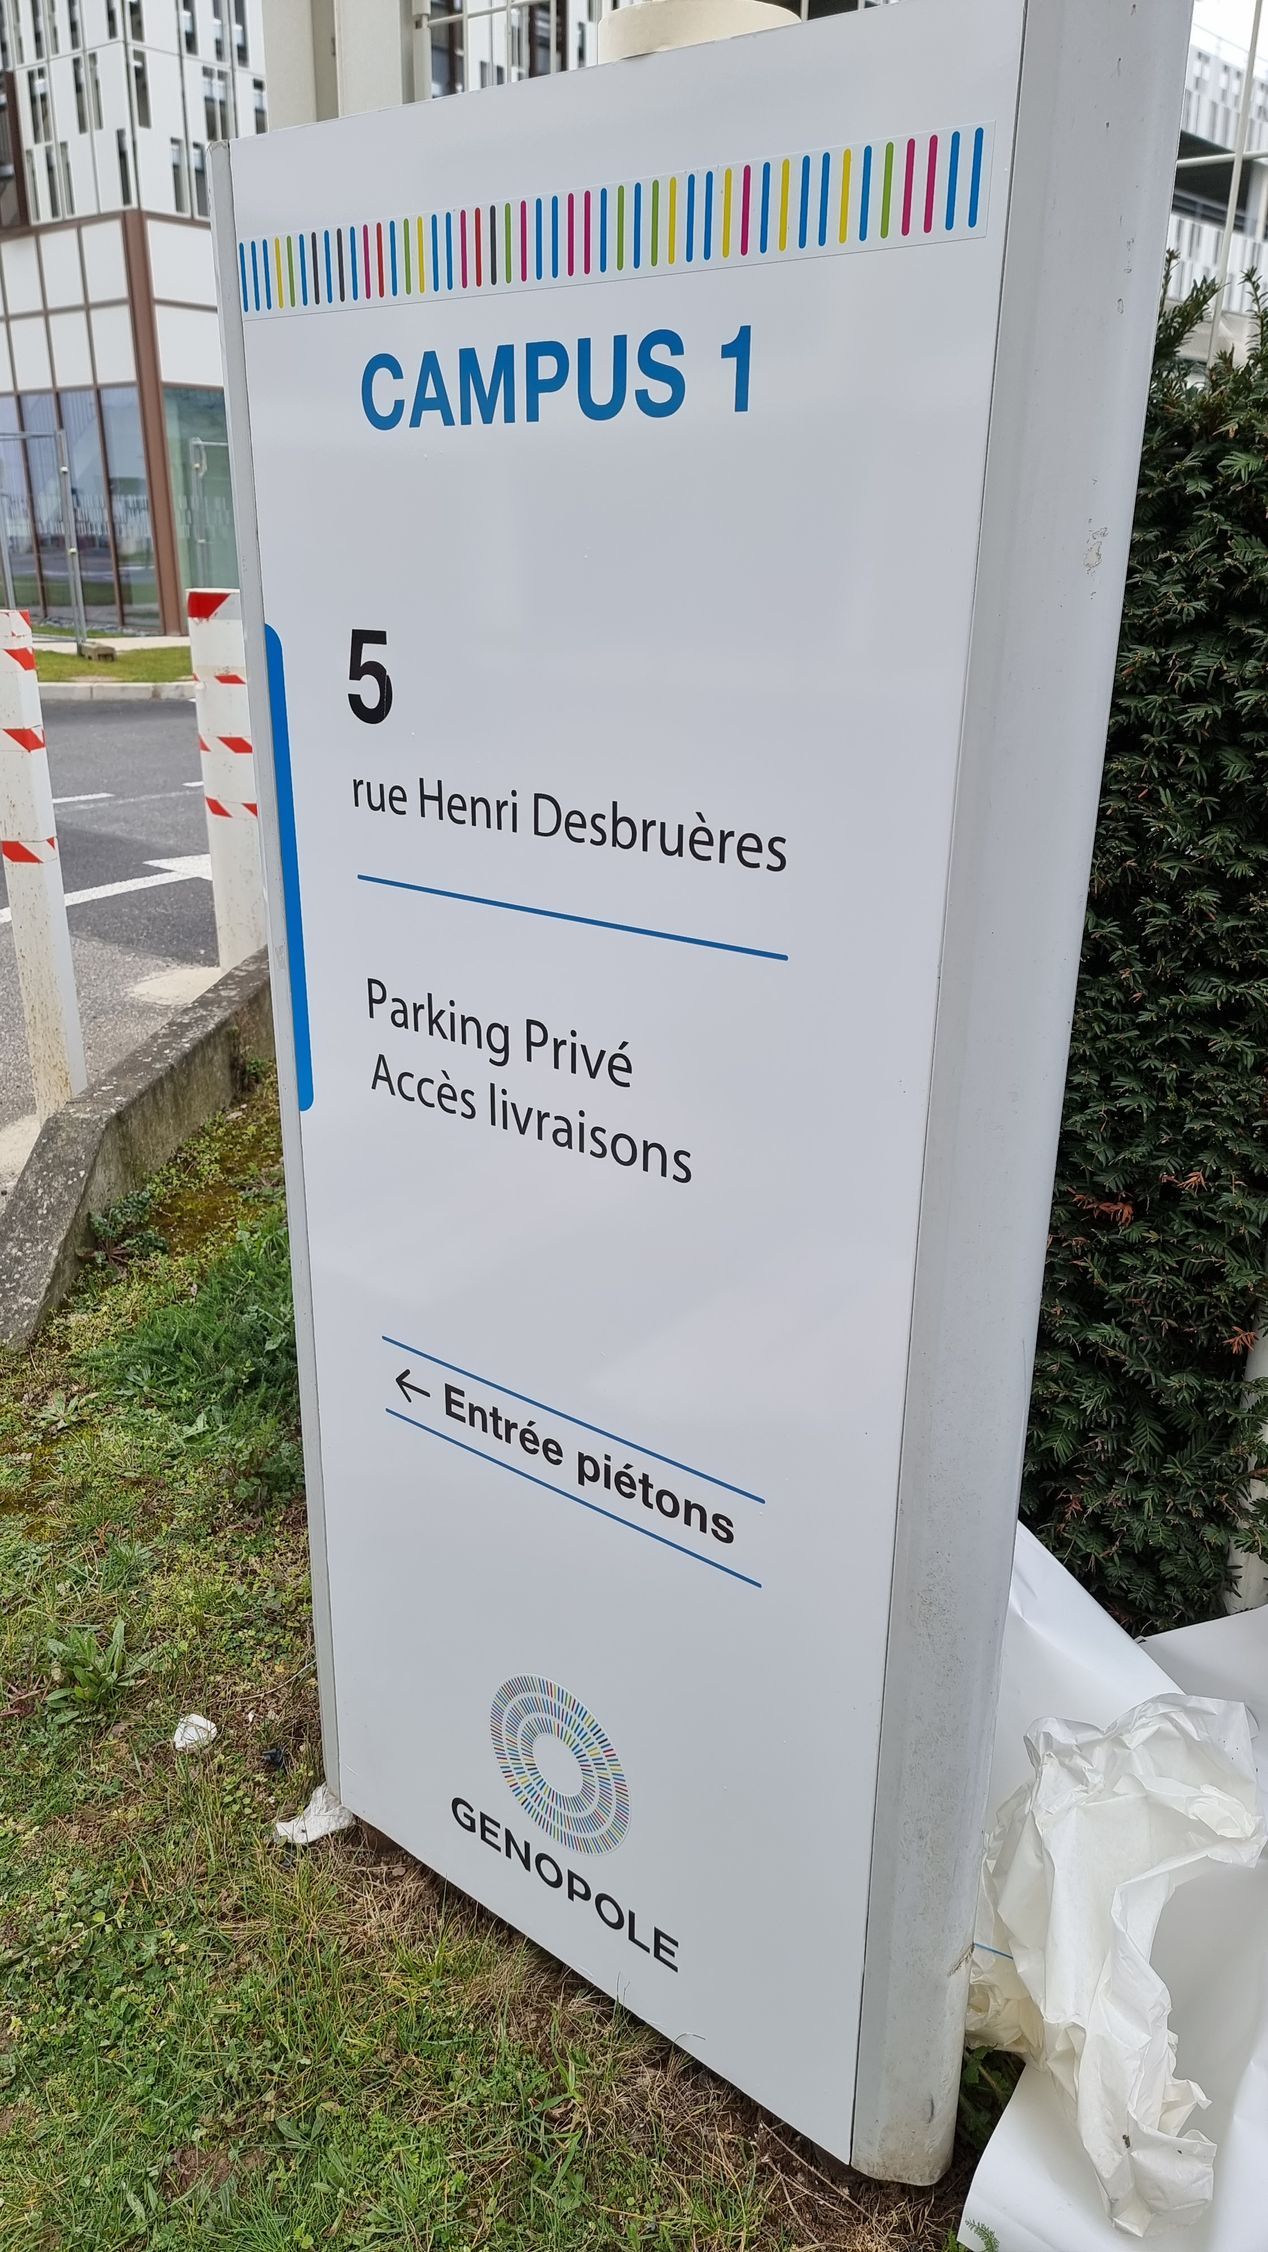 CAMPUS 1
5
rue Henri Desbruères
Parking Privé
Accès livraisons
← Entrée piétons
GENOPOLE